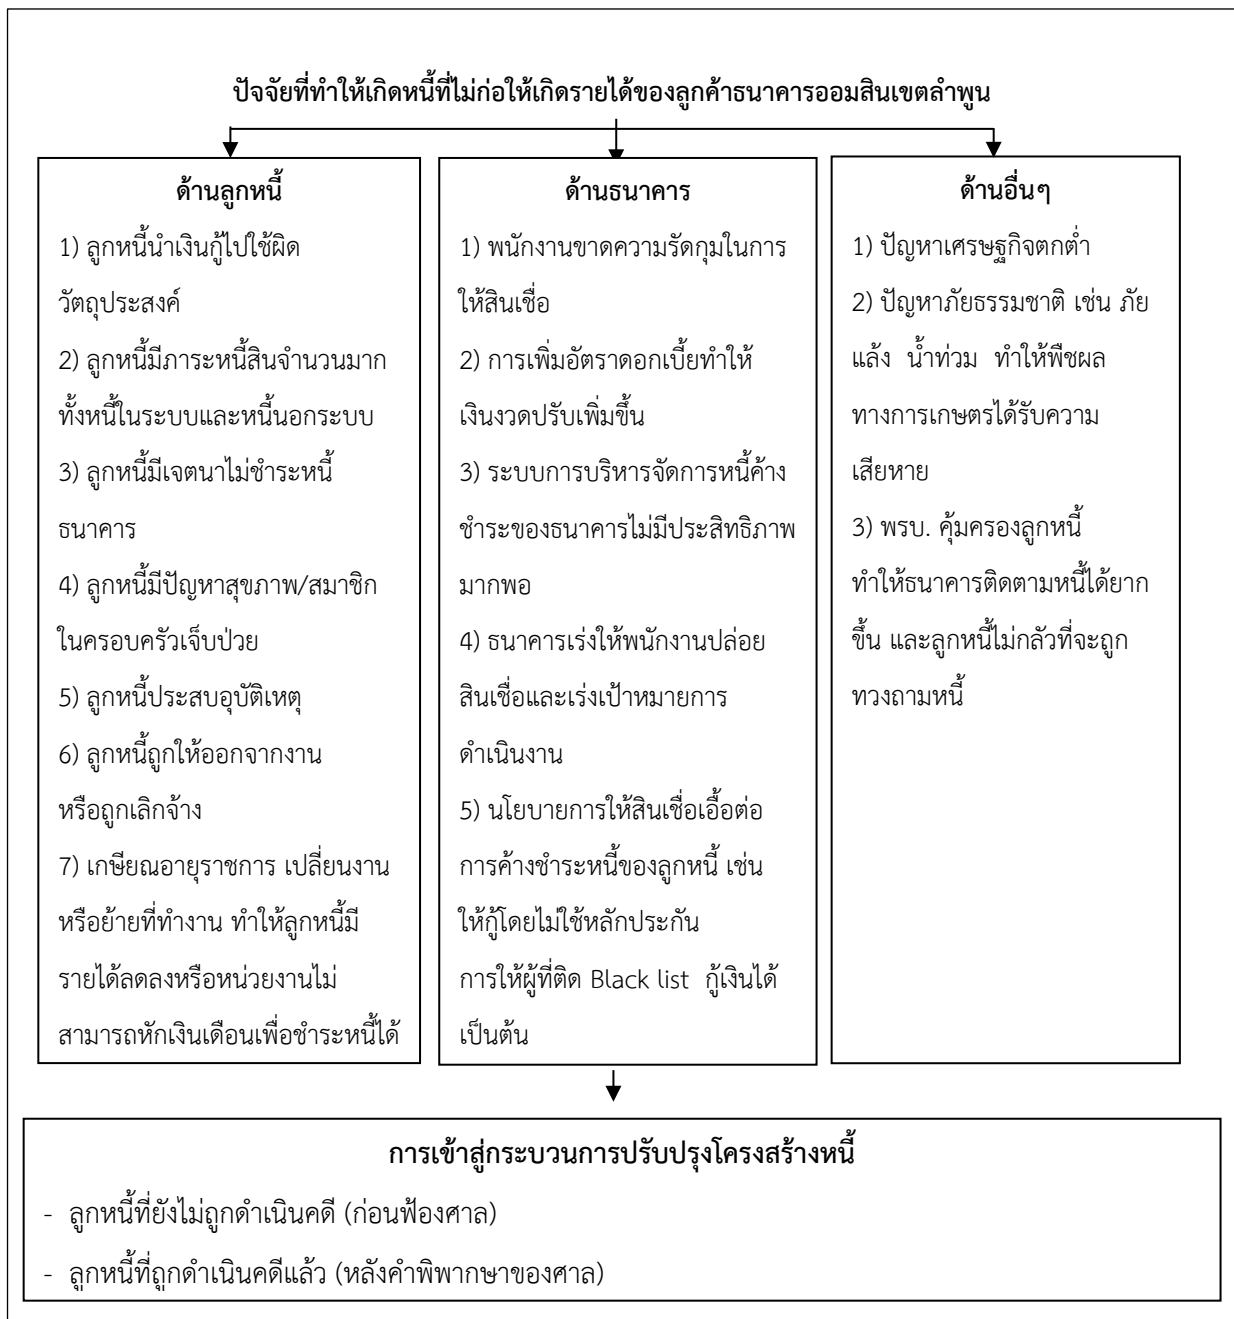 ปัจจัยที่ทำให้เกิดหนี้ที่ไม่ก่อให้เกิดรายได้ของลูกค้าธนาคารออมสินเขตลำพูน
ด้านลูกหนี้
1) ลูกหนี้นำเงินกู้ไปใช้ผิด
วัตถุประสงค์
2) ลูกหนี้มีภาระหนี้สินจำนวนมาก
ทั้งหนี้ในระบบและหนี้นอกระบบ
3) ลูกหนี้มีเจตนาไม่ชำระหนี้
ธนาคาร
4) ลูกหนี้มีปัญหาสุขภาพ/สมาชิก
ในครอบครัวเจ็บป่วย
5) ลูกหนี้ประสบอุบัติเหตุ
6) ลูกหนี้ถูกให้ออกจากงาน
หรือถูกเลิกจ้าง
7) เกษียณอายุราชการ เปลี่ยนงาน
หรือย้ายที่ทำงาน ทำให้ลูกหนี้มี
รายได้ลดลงหรือหน่วยงานไม่
สามารถหักเงินเดือนเพื่อชำระหนี้ได้
ด้านธนาคาร
1) พนักงานขาดความรัดกุมในการ
ให้สินเชื่อ
2) การเพิ่มอัตราดอกเบี้ยทำให้
เงินงวดปรับเพิ่มขึ้น
3) ระบบการบริหารจัดการหนี้ค้าง
ชำระของธนาคารไม่มีประสิทธิภาพ
มากพอ
4) ธนาคารเร่งให้พนักงานปล่อย
สินเชื่อและเร่งเป้าหมายการ
ดำเนินงาน
5) นโยบายการให้สินเชื่อเอื้อต่อ
การค้างชำระหนี้ของลูกหนี้ เช่น
ให้กู้โดยไม่ใช้หลักประกัน
การให้ผู้ที่ติด Black list กู้เงินได้
เป็นต้น
ด้านอื่นๆ
1) ปัญหาเศรษฐกิจตกต่ำ
2) ปัญหาภัยธรรมชาติ เช่น ภัย
แล้ง น้ำท่วม ทำให้พืชผล
ทางการเกษตรได้รับความ
เสียหาย
3) พรบ. คุ้มครองลูกหนี้
ทำให้ธนาคารติดตามหนี้ได้ยาก
ขึ้น และลูกหนี้ไม่กลัวที่จะถูก
ทวงถามหนี้
การเข้าสู่กระบวนการปรับปรุงโครงสร้างหนี้
- ลูกหนี้ที่ยังไม่ถูกดำเนินคดี (ก่อนฟ้องศาล)
- ลูกหนี้ที่ถูกดำเนินคดีแล้ว (หลังคำพิพากษาของศาล)